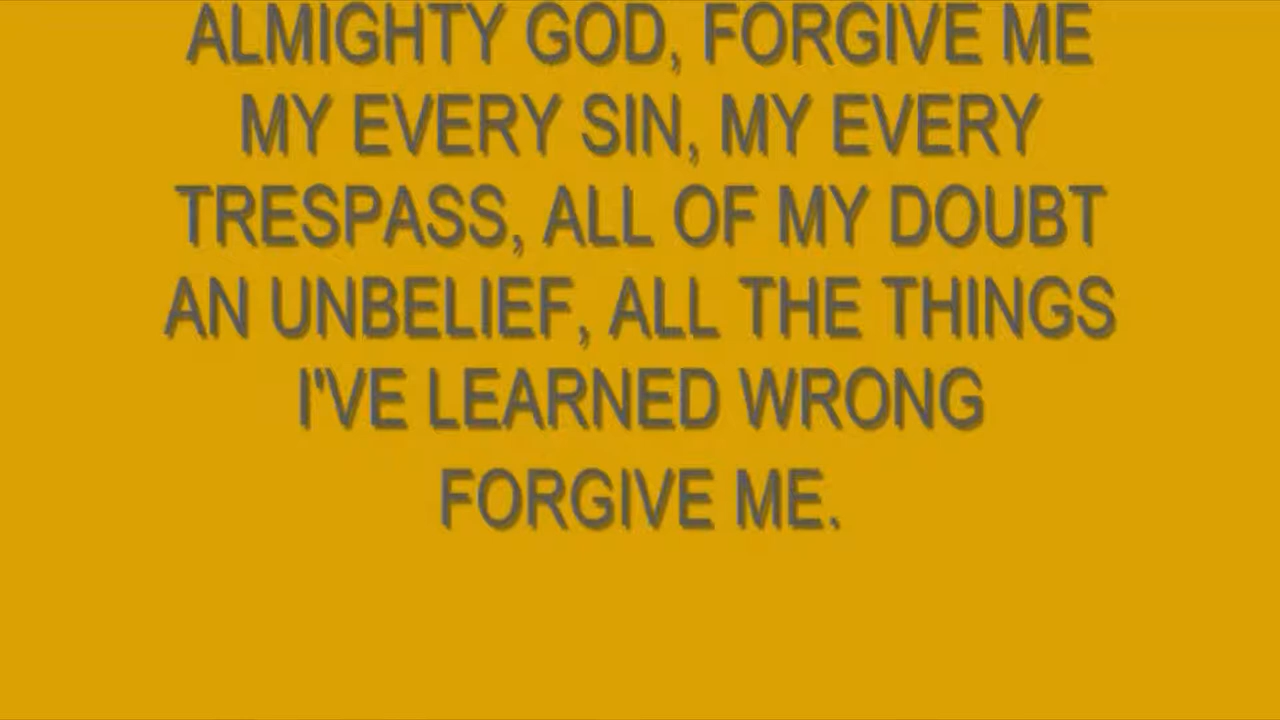 ALMIGHTY GOD, FORGIVE ME
MY EVERY SIN, MY EVERY
TRESPASS, ALL OF MY DOUBT
AN UNBELIEF, ALL THE THINGS
I'VE LEARNED WRONG
FORGIVE ME.